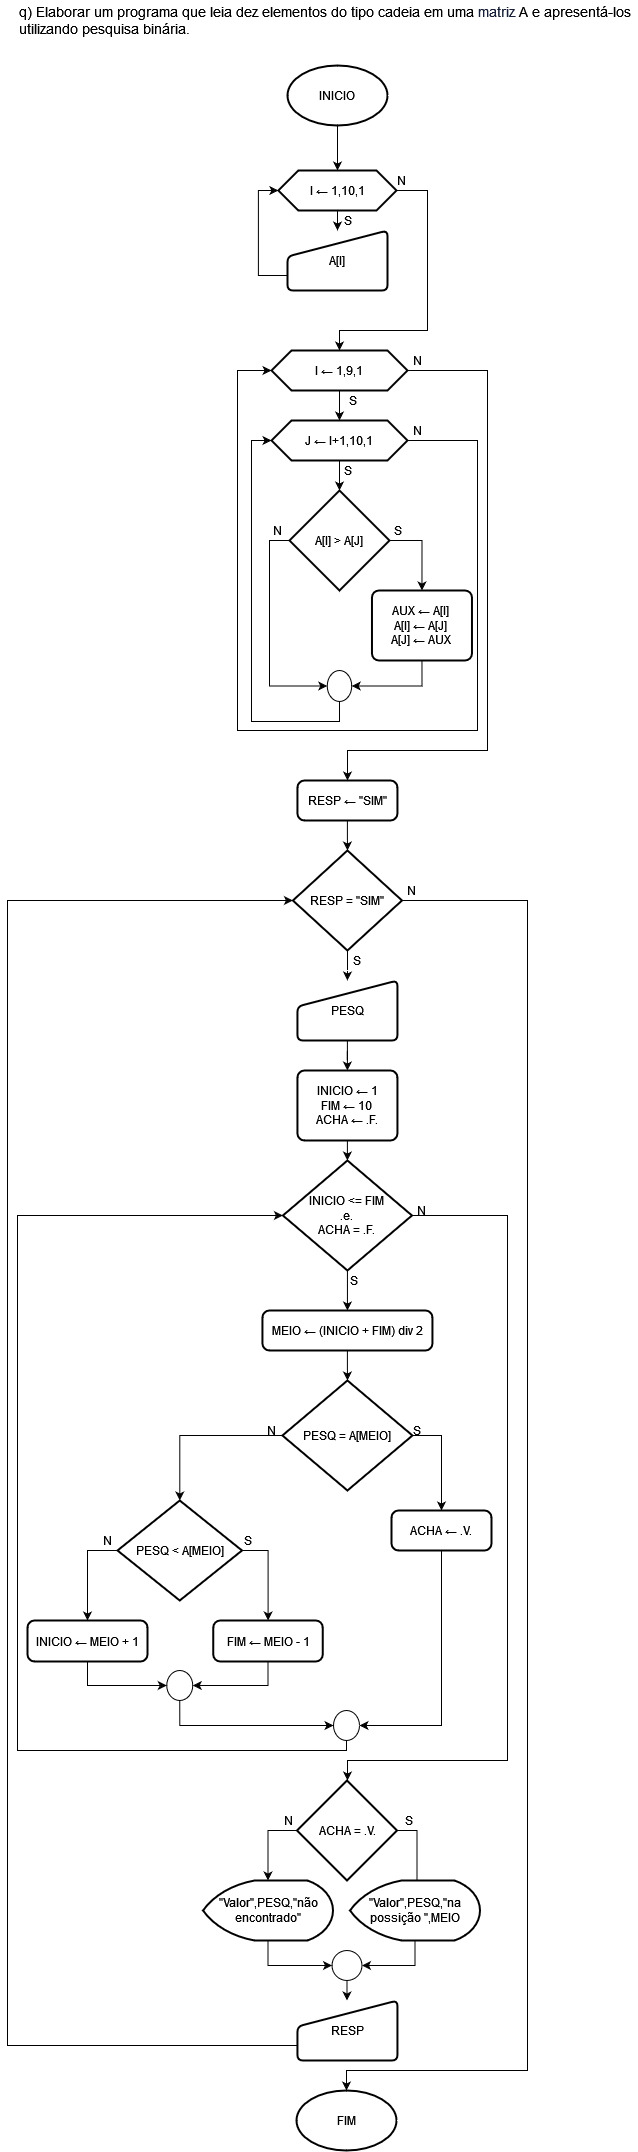 q) Elaborar um programa que leia dez elementos do tipo cadeia em uma matriz A e apresentá-los
utilizando pesquisa binária.
INICIO
I ← 1,10,1
N
S
A[I]
I ← 1,9,1
N
S
J ← I+1,10,1
N
S
A[I] > A[J]
N
S
AUX ← A[I]
A[I] ← A[J]
A[J] ← AUX
RESP ← "SIM"
RESP = "SIM"
N
S
PESQ
INICIO ← 1
FIM ← 10
ACHA ← .F.
INICIO <= FIM
.e.
ACHA = .F.
N
S
MEIO ← (INICIO + FIM) div 2
N
PESQ = A[MEIO]
S
ACHA ← .V.
N
PESQ < A[MEIO]
S
INICIO ← MEIO + 1
FIM ← MEIO - 1
N
ACHA = .V.
S
"Valor",PESQ,"não
encontrado"
"Valor",PESQ,"na
possição ",MEIO
RESP
FIM